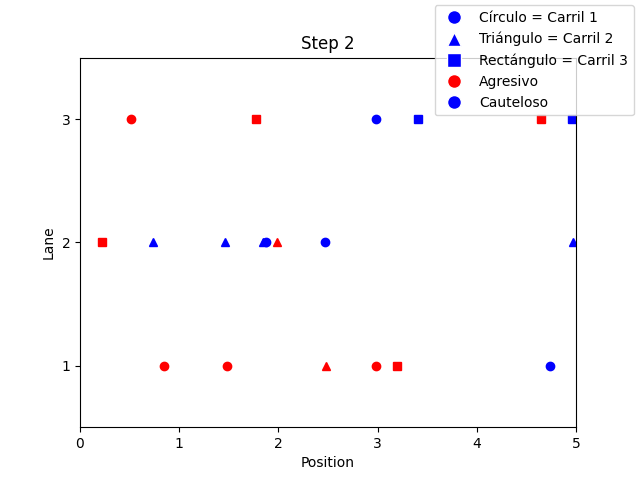 Step 2
Círculo = Carril 1
Triángulo = Carril 2
Rectángulo = Carril 3
Agresivo
Cauteloso
Lane
3
2
1
0 1 2 3 4 5
Position